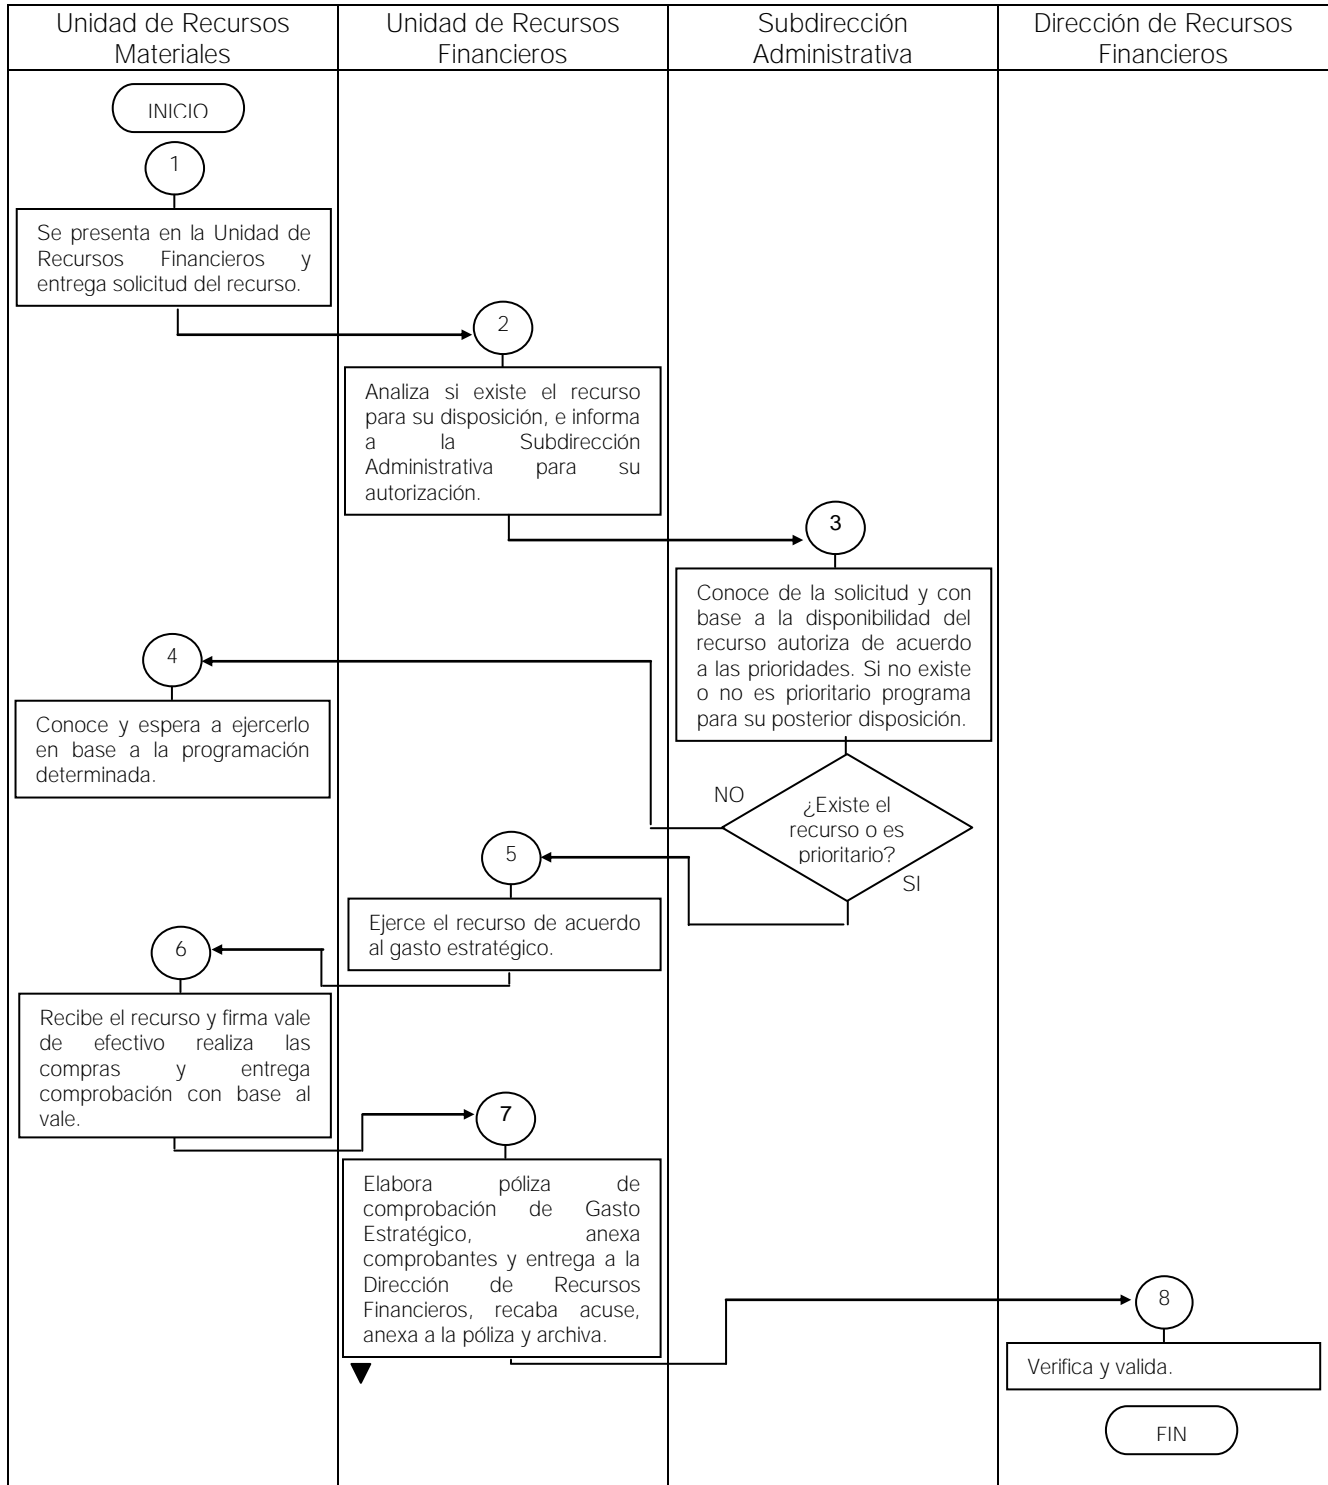 Unidad de Recursos
Materiales
Unidad de Recursos
Financieros
Subdirección
Administrativa
Dirección de Recursos
Financieros
INICIO
1
Se presenta en la Unidad de
Recursos Financieros y
entrega solicitud del recurso.
2
Analiza si existe el recurso
para su disposición, e informa
a la Subdirección
Administrativa para su
autorización.
3
Conoce de la solicitud y con
base a la disponibilidad del
recurso autoriza de acuerdo
a las prioridades. Si no existe
o no es prioritario programa
para su posterior disposición.
4
Conoce y espera a ejercerlo
en base a la programación
determinada.
NO
¿Existe el
recurso o es
prioritario?
SI
5
Ejerce el recurso de acuerdo
al gasto estratégico.
6
Recibe el recurso y firma vale
de efectivo realiza las
compras y entrega
comprobación con base al
vale.
7
Elabora póliza de
comprobación de Gasto
Estratégico, anexa
comprobantes y entrega a la
Dirección de Recursos
Financieros, recaba acuse,
anexa a la póliza y archiva.
8
Verifica y valida.
FIN